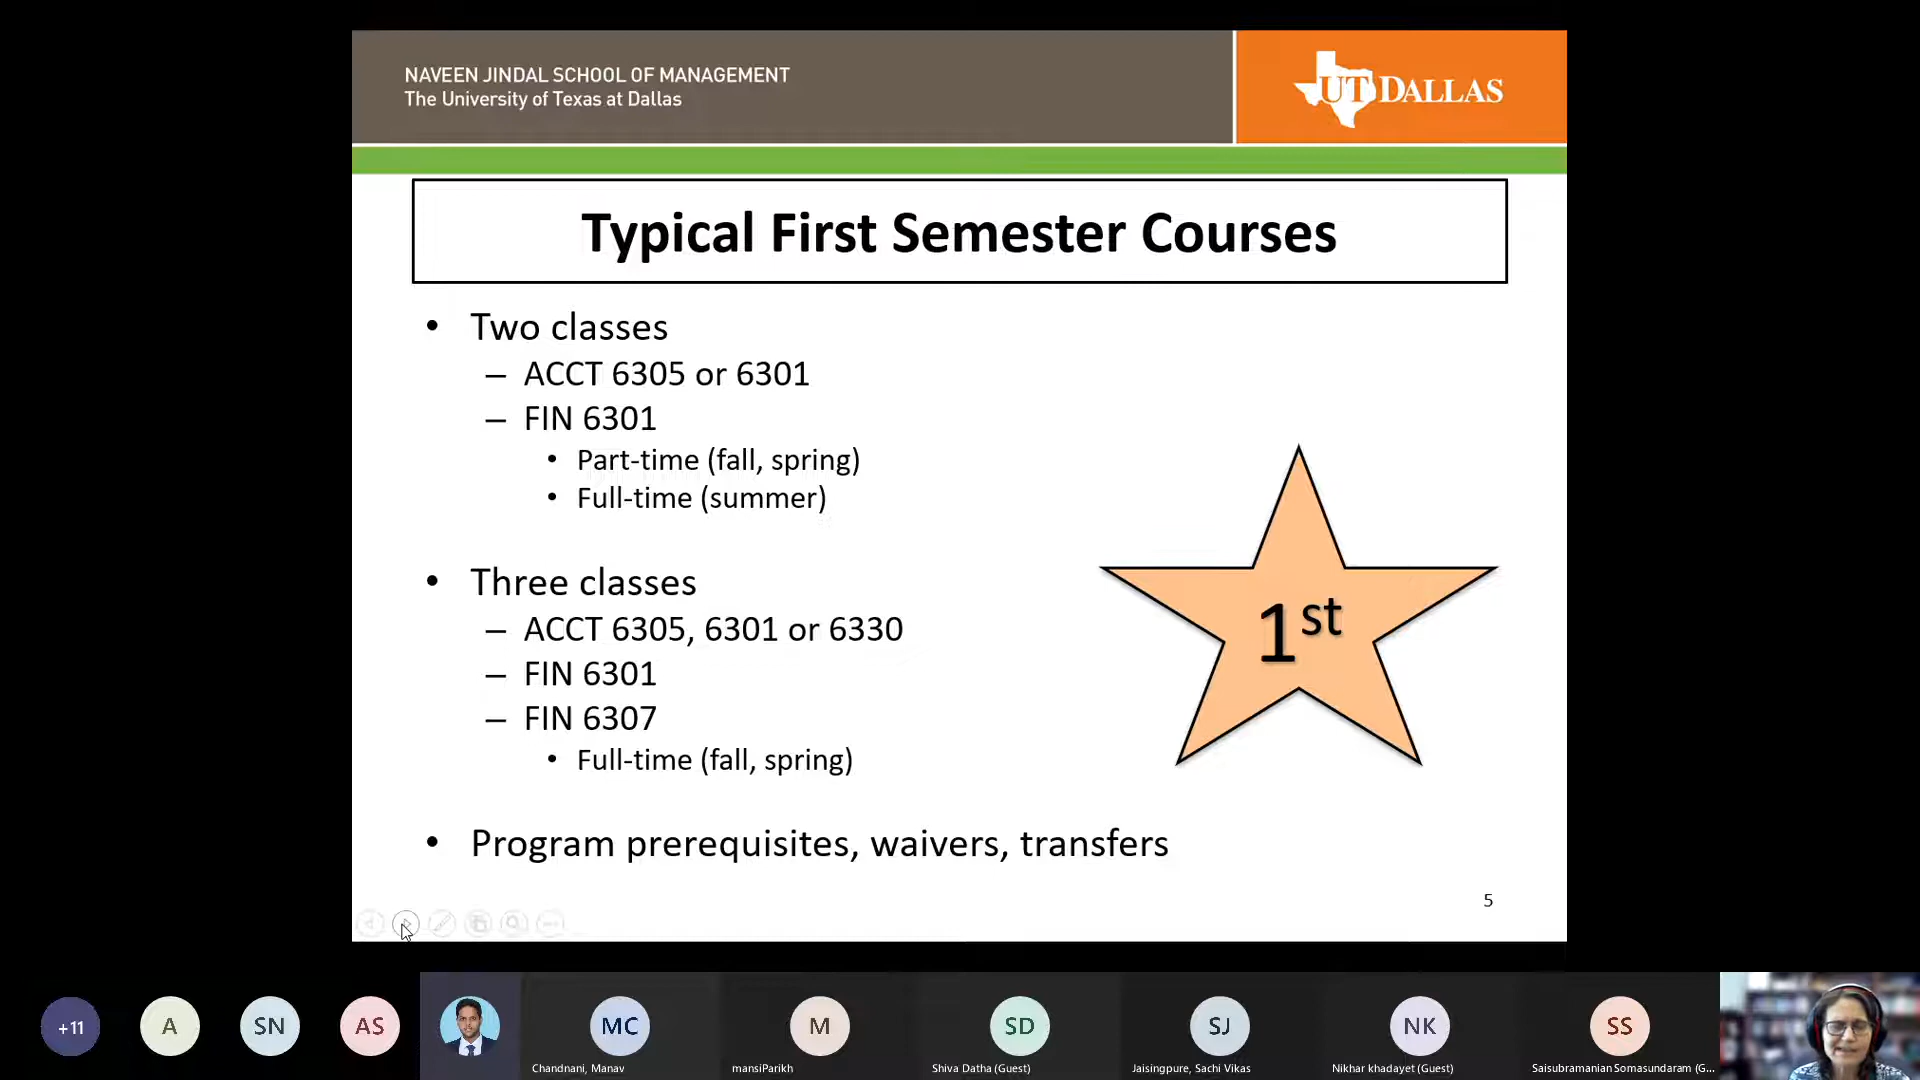 NAVEEN JINDAL SCHOOL OF MANAGEMENT
The University of Texas at Dallas
UT DALLAS
Typical First Semester Courses
• Two classes
– ACCT 6305 or 6301
– FIN 6301
• Part-time (fall, spring)
• Full-time (summer)
• Three classes
– ACCT 6305, 6301 or 6330
– FIN 6301
– FIN 6307
• Full-time (fall, spring)
1st
• Program prerequisites, waivers, transfers
5
+11
A
SN
AS
MC
M
SD
SJ
NK
SS
Chandnani, Manav
mansiParikh
Shiva Datha (Guest)
Jaisingpure, Sachi Vikas
Nikhar khadayet (Guest)
Saisubramanian Somasundaram (G...